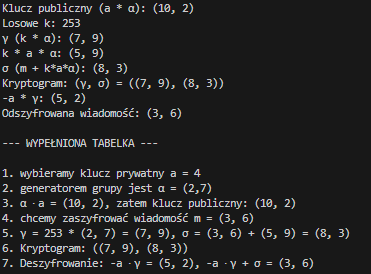 Klucz publiczny (a * α): (10, 2)
Losowe k: 253
γ (k * α): (7, 9)
k * a * α: (5, 9)
σ (m + k*a*α): (8, 3)
Kryptogram: (γ, σ) = ((7, 9), (8, 3))
-a * γ: (5, 2)
Odszyfrowana wiadomość: (3, 6)
--- WYPEŁNIONA TABELKA ---
1. wybieramy klucz prywatny a = 4
2. generatorem grupy jest α = (2,7)
3. α ⋅a = (10, 2), zatem klucz publiczny: (10, 2)
4. chcemy zaszyfrować wiadomość m = (3, 6)
5. γ = 253 * (2, 7) = (7, 9), σ = (3, 6) + (5, 9) = (8, 3)
6. Kryptogram: ((7, 9), (8, 3))
7. Deszyfrowanie: -a ⋅γ = (5, 2), -a ⋅γ + σ = (3, 6)